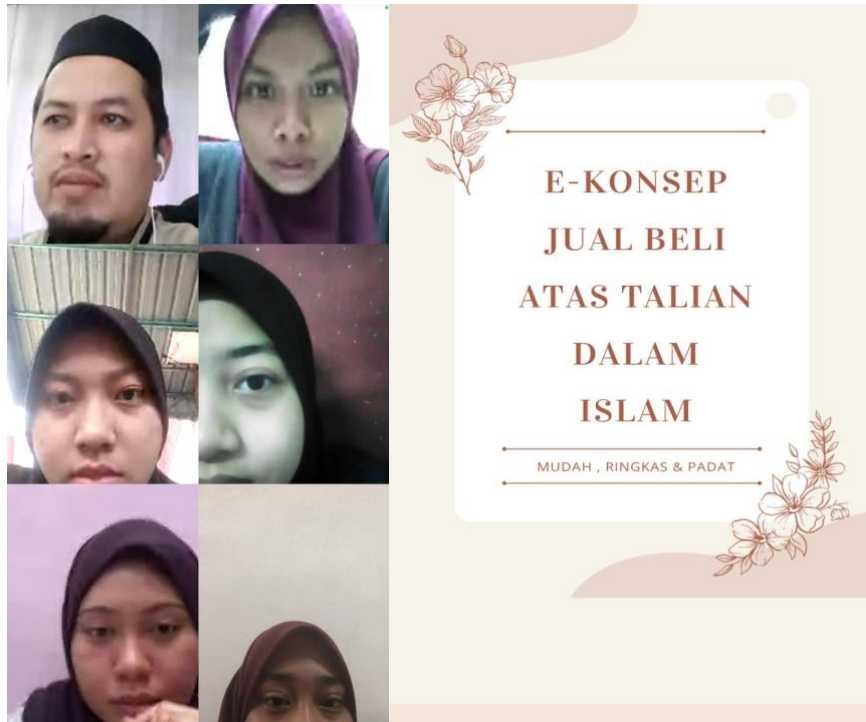 E-KONSEP
JUAL BELI
ATAS TALIAN
DALAM
ISLAM
MUDAH , RINGKAS & PADAT